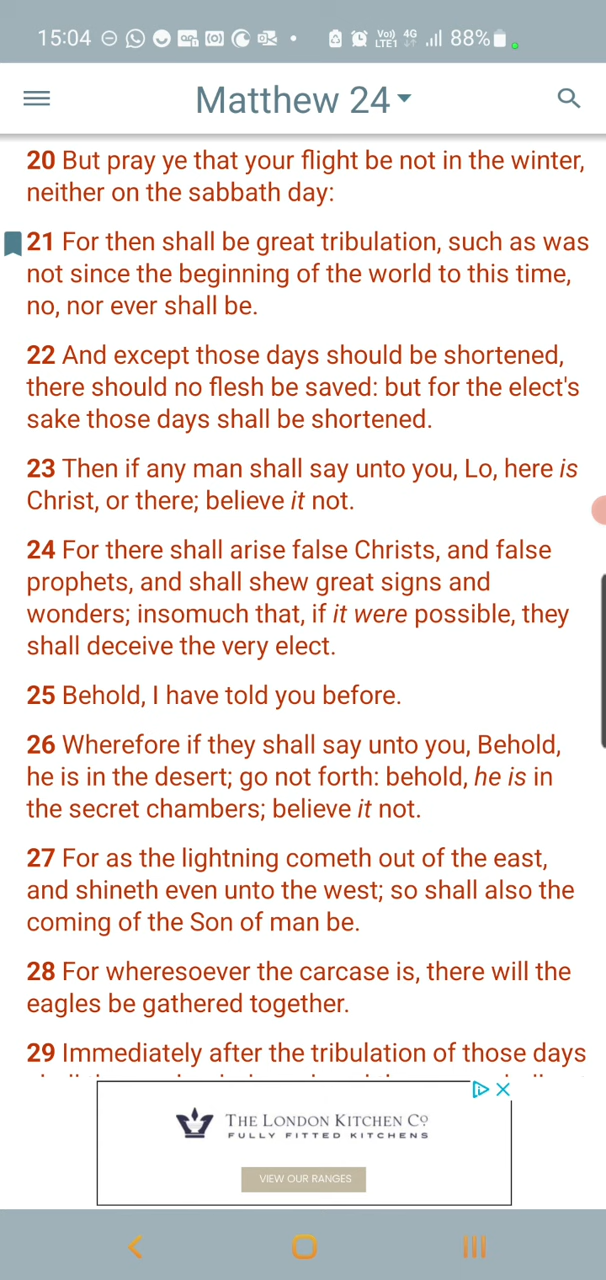 15:04 88%
VoD LTE1 4G
Matthew 24
20 But pray ye that your flight be not in the winter,
neither on the sabbath day:
21 For then shall be great tribulation, such as was
not since the beginning of the world to this time,
no, nor ever shall be.
22 And except those days should be shortened,
there should no flesh be saved: but for the elect's
sake those days shall be shortened.
23 Then if any man shall say unto you, Lo, here is
Christ, or there; believe it not.
24 For there shall arise false Christs, and false
prophets, and shall shew great signs and
wonders; insomuch that, if it were possible, they
shall deceive the very elect.
25 Behold, I have told you before.
26 Wherefore if they shall say unto you, Behold,
he is in the desert; go not forth: behold, he is in
the secret chambers; believe it not.
27 For as the lightning cometh out of the east,
and shineth even unto the west; so shall also the
coming of the Son of man be.
28 For wheresoever the carcase is, there will the
eagles be gathered together.
29 Immediately after the tribulation of those days
THE LONDON KITCHEN CO
FULLY FITTED KITCHENS
VIEW OUR RANGES